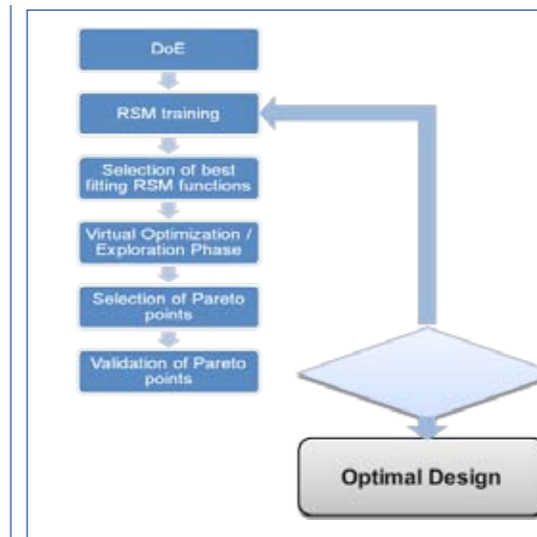 DoE
RSM training
Selection of best
fitting RSM functions
Virtual Optimization /
Exploration Phase
Selection of Pareto
points
Validation of Pareto
points
Optimal Design